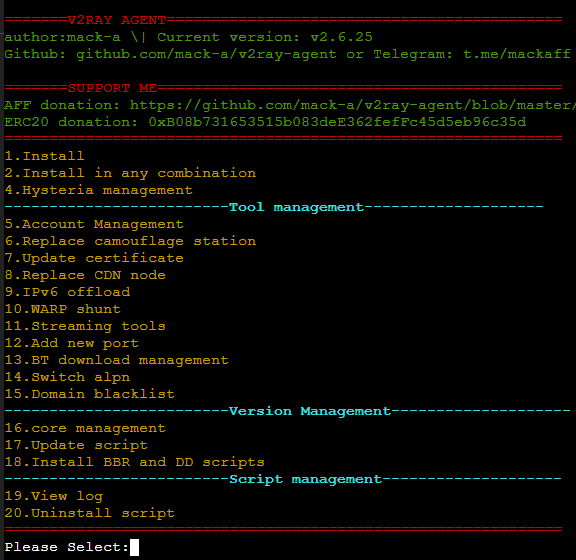 ========V2RAY AGENT============================================
author:mack-a \| Current version: v2.6.25
Github: github.com/mack-a/v2ray-agent or Telegram: t.me/mackaff
=======SUPPORT ME=============================================
AFF donation: https://github.com/mack-a/v2ray-agent/blob/master/
ERC20 donation: 0xB08b731653515b083deE362fefFc45d5eb96c35d
==============================================================
1.Install
2.Install in any combination
4.Hysteria management
-------------------------Tool management--------------------
5.Account Management
6.Replace camouflage station
7.Update certificate
8.Replace CDN node
9.IPv6 offload
10.WARP shunt
11.Streaming tools
12.Add new port
13.BT download management
14.Switch alpn
15.Domain blacklist
-------------------------Version Management--------------------
16.core management
17.Update script
18.Install BBR and DD scripts
-------------------------Script management--------------------
19.View log
20.Uninstall script
==============================================================
Please Select: